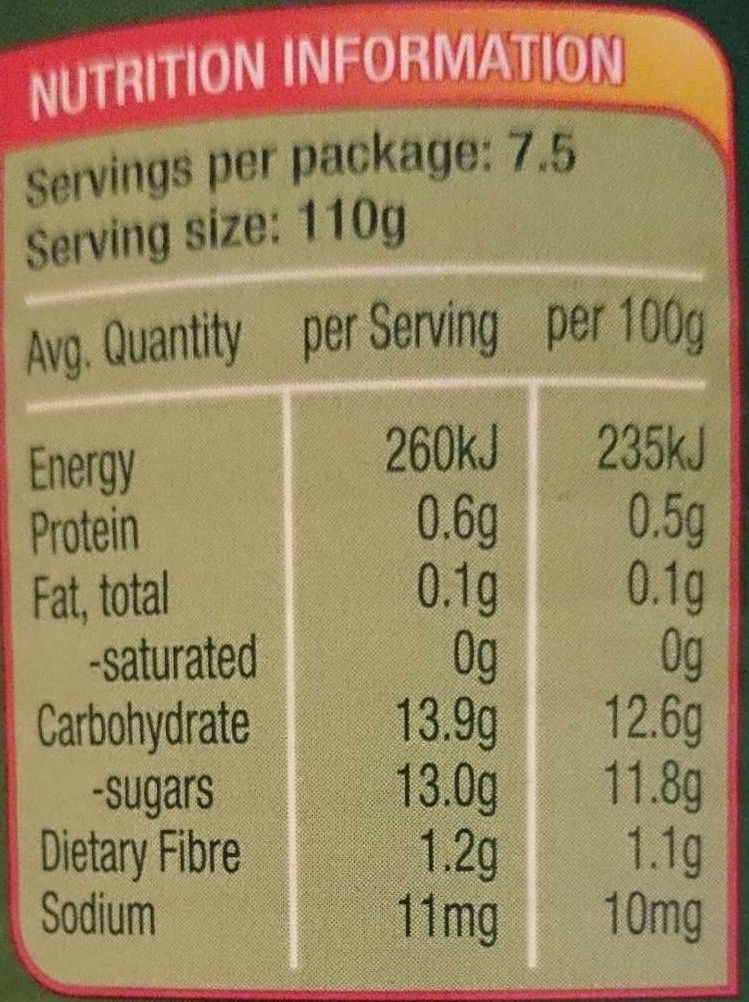 NUTRITION INFORMATION
Servings per package: 7.5
Serving size: 110g
Avg. Quantity per Serving per 100g
Energy 260kJ 235kJ
Protein 0.6g 0.5g
Fat, total 0.1g 0.1g
-saturated 0g 0g
Carbohydrate 13.9g 12.6g
-sugars 13.0g 11.8g
Dietary Fibre 1.2g 1.1g
Sodium 11mg 10mg